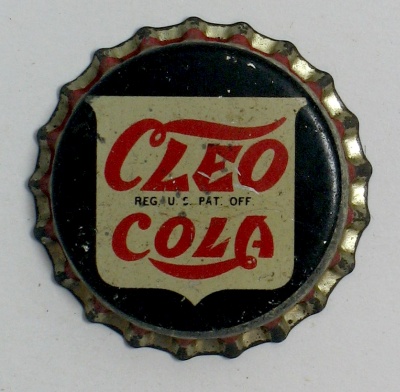 CLEO
REG. U. S. PAT. OFF.
COLA